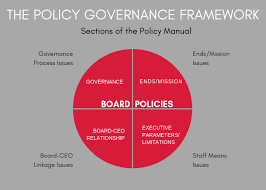 THE POLICY GOVERNANCE FRAMEWORK
Sections of the Policy Manual
Governance
Process Issues
Ends/Mission
Issues
GOVERNANCE
ENDS/MISSION
BOARD POLICIES
BOARD-CEO
RELATIONSHIP
EXECUTIVE
PARAMETERS/
LIMITATIONS
Board-CEO
Linkage Issues
Staff Means
Issues